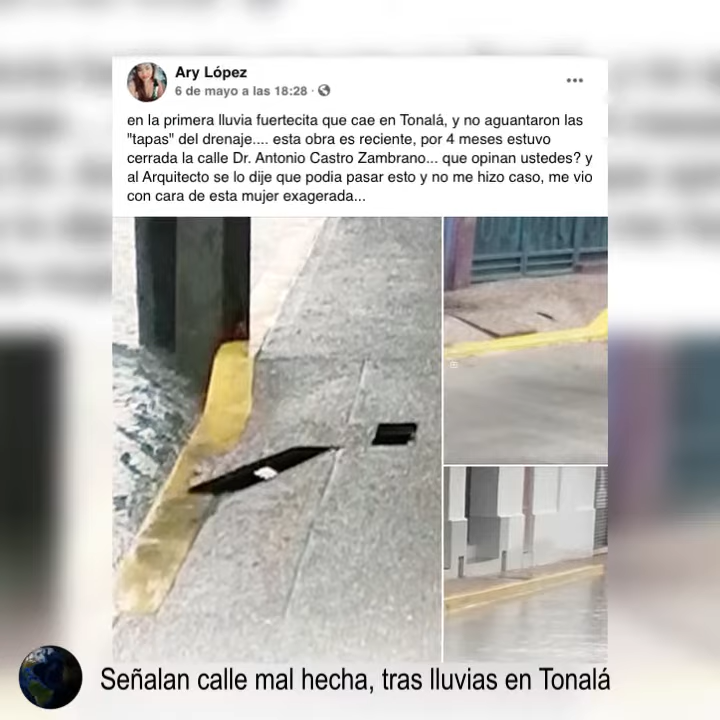 Ary López
6 de mayo a las 18:28 ·
en la primera lluvia fuertecita que cae en Tonalá, y no aguantaron las
"tapas" del drenaje.... esta obra es reciente, por 4 meses estuvo
cerrada la calle Dr. Antonio Castro Zambrano... que opinan ustedes? y
al Arquitecto se lo dije que podia pasar esto y no me hizo caso, me vio
con cara de esta mujer exagerada...
Señalan calle mal hecha, tras lluvias en Tonalá